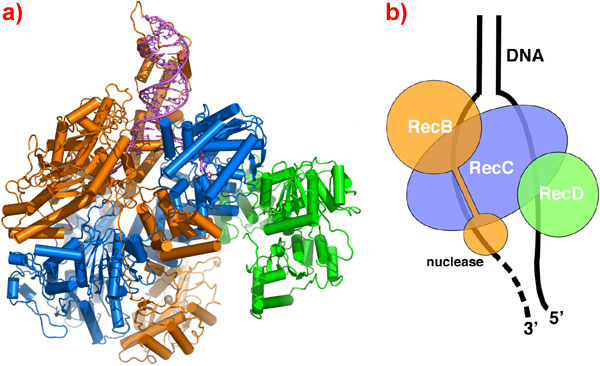 a)
b)
DNA
RecB
RecC
RecD
nuclease
3’
5’